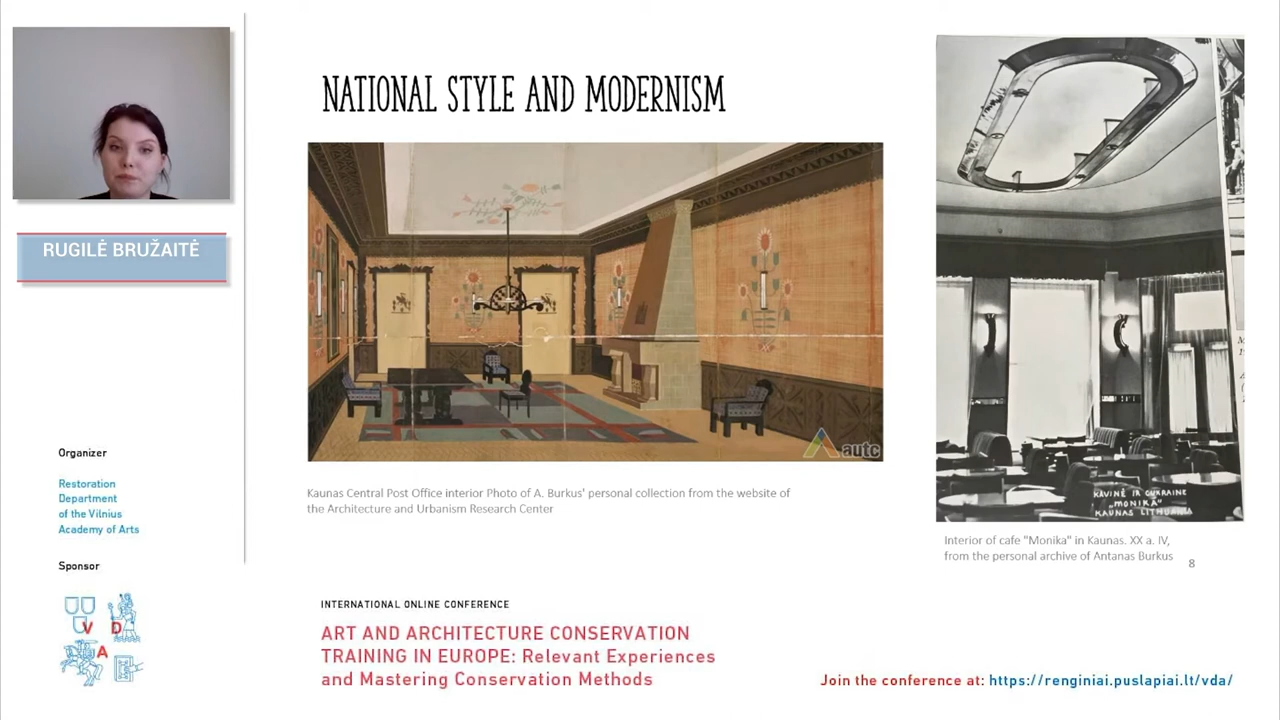 RUGILĖ BRUŽAITĖ
Organizer
Restoration
Department
of the Vilnius
Academy of Arts
Sponsor
V D
A
NATIONAL STYLE AND MODERNISM
autc
Kaunas Central Post Office interior Photo of A. Burkus' personal collection from the website of
the Architecture and Urbanism Research Center
KAVINĖ IR CUKRAINĖ
„MONIKA"
KAUNAS LITHUANIA
Interior of cafe "Monika" in Kaunas. XX a. IV,
from the personal archive of Antanas Burkus
8
INTERNATIONAL ONLINE CONFERENCE
ART AND ARCHITECTURE CONSERVATION
TRAINING IN EUROPE: Relevant Experiences
and Mastering Conservation Methods
Join the conference at: https://renginiai.puslapiai.lt/vda/